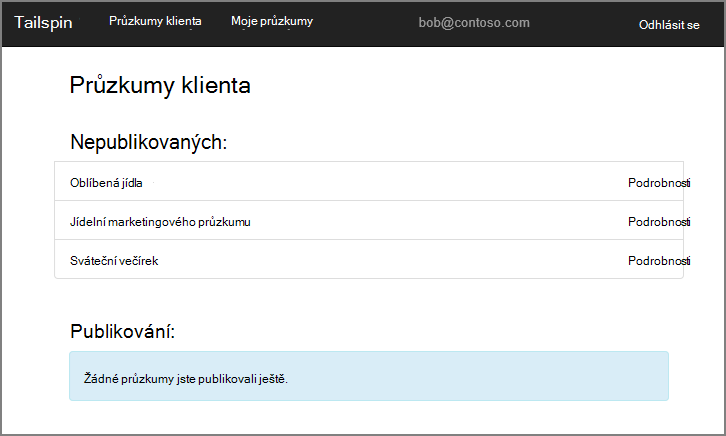 Tailspin Průzkumy klienta Moje průzkumy bob@contoso.com Odhlásit se
Průzkumy klienta
Nepublikovaných:
Oblíbená jídla Podrobnosti
Jídelní marketingového průzkumu Podrobnosti
Sváteční večírek Podrobnosti
Publikování:
Žádné průzkumy jste publikovali ještě.